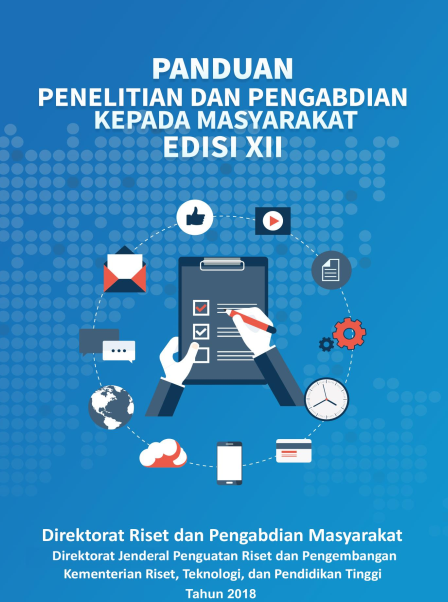 PANDUAN
PENELITIAN DAN PENGABDIAN
KEPADA MASYARAKAT
EDISI XII
Direktorat Riset dan Pengabdian Masyarakat
Direktorat Jenderal Penguatan Riset dan Pengembangan
Kementerian Riset, Teknologi, dan Pendidikan Tinggi
Tahun 2018